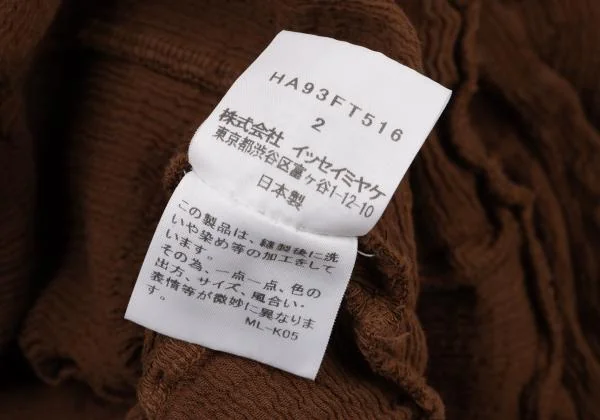 HA93FT516
2
株式会社 イッセイミヤケ
東京都渋谷区富ケ谷1-12-10
日本製
この製品は、縫製後に洗
いや染め等の加工をして
います。
その為、一点一点、色の
出方、サイズ、風合い・
表情等が微妙に異なりま
す。
ML-K05